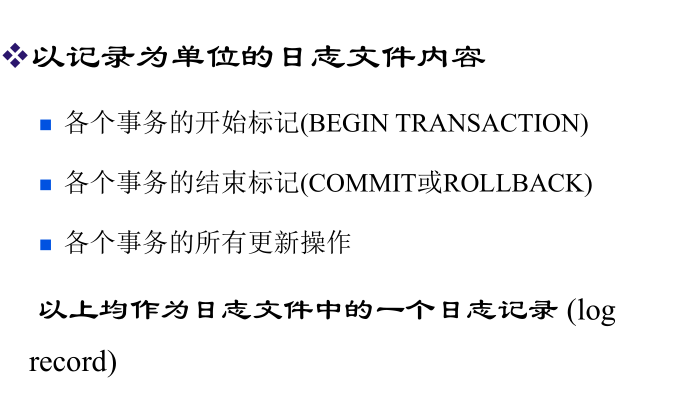 以记录为单位的日志文件内容
各个事务的开始标记(BEGIN TRANSACTION)
各个事务的结束标记(COMMIT或ROLLBACK)
各个事务的所有更新操作
以上均作为日志文件中的一个日志记录 (log
record)